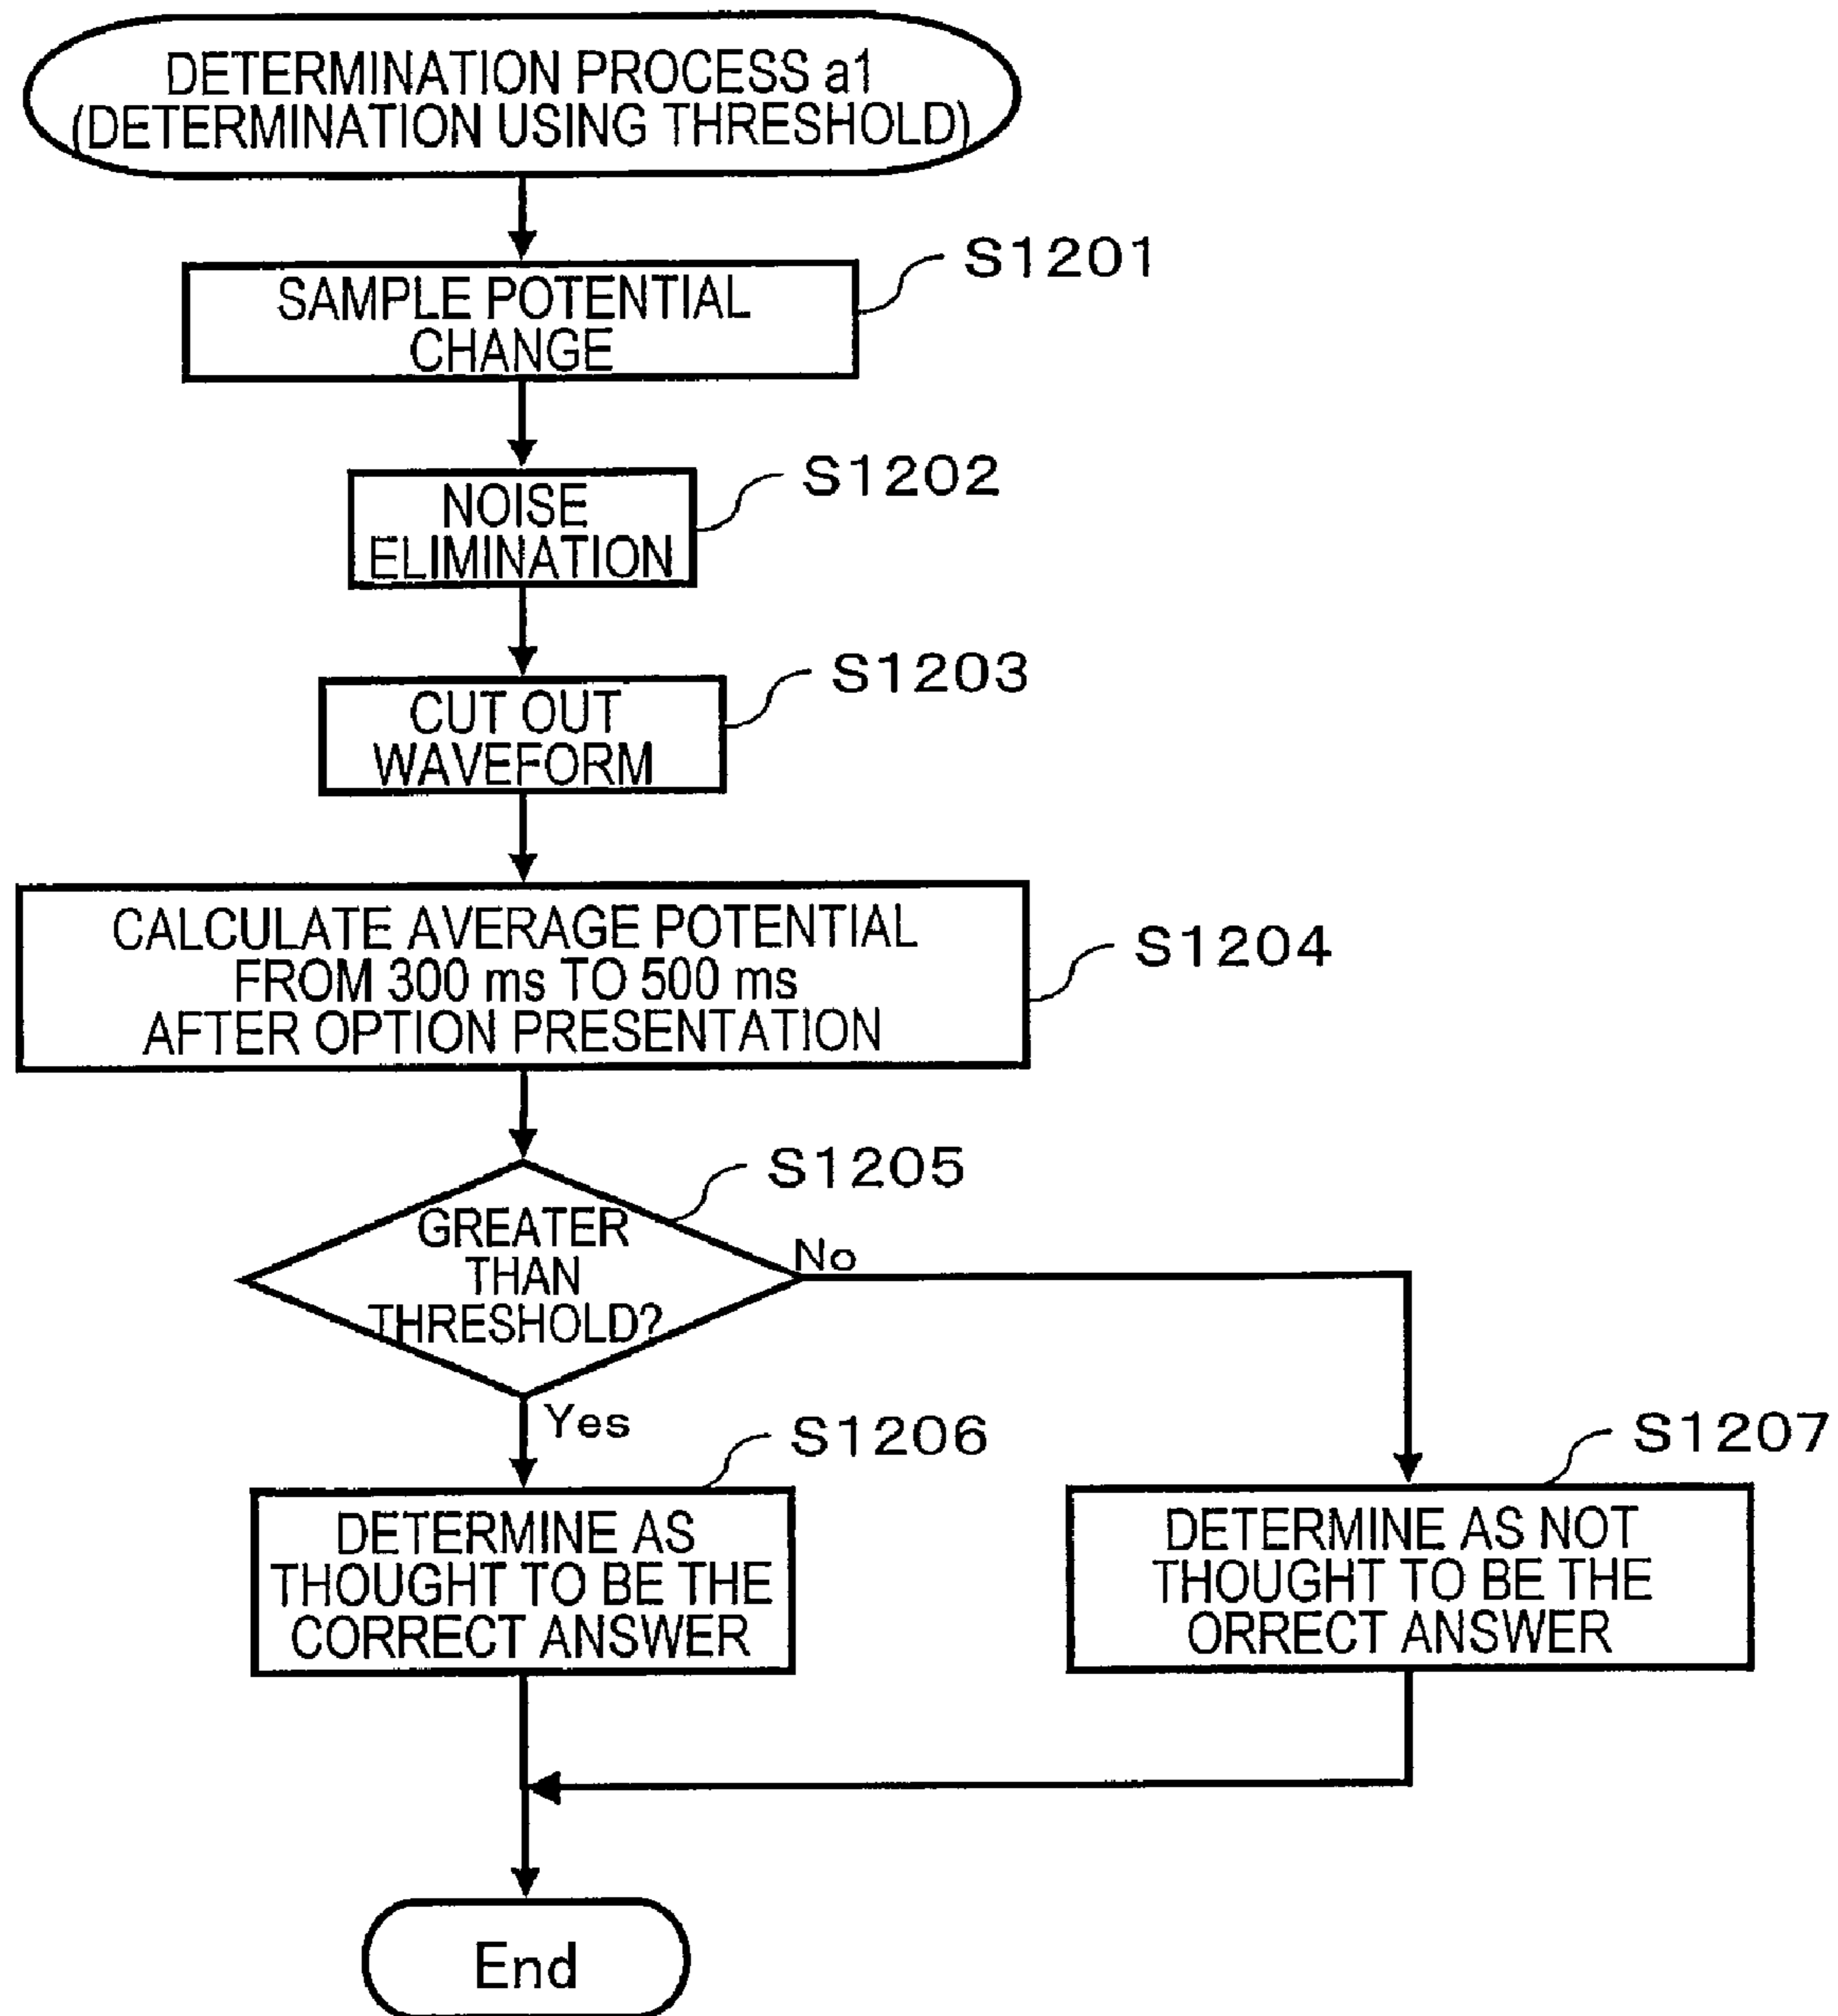 DETERMINATION PROCESS a1
(DETERMINATION USING THRESHOLD)
S1201
SAMPLE POTENTIAL
CHANGE
S1202
NOISE
ELIMINATION
S1203
CUT OUT
WAVEFORM
S1204
CALCULATE AVERAGE POTENTIAL
FROM 300 ms TO 500 ms
AFTER OPTION PRESENTATION
S1205
GREATER
THAN
THRESHOLD?
No
Yes
S1206
DETERMINE AS
THOUGHT TO BE THE
CORRECT ANSWER
S1207
DETERMINE AS NOT
THOUGHT TO BE THE
ORRECT ANSWER
End